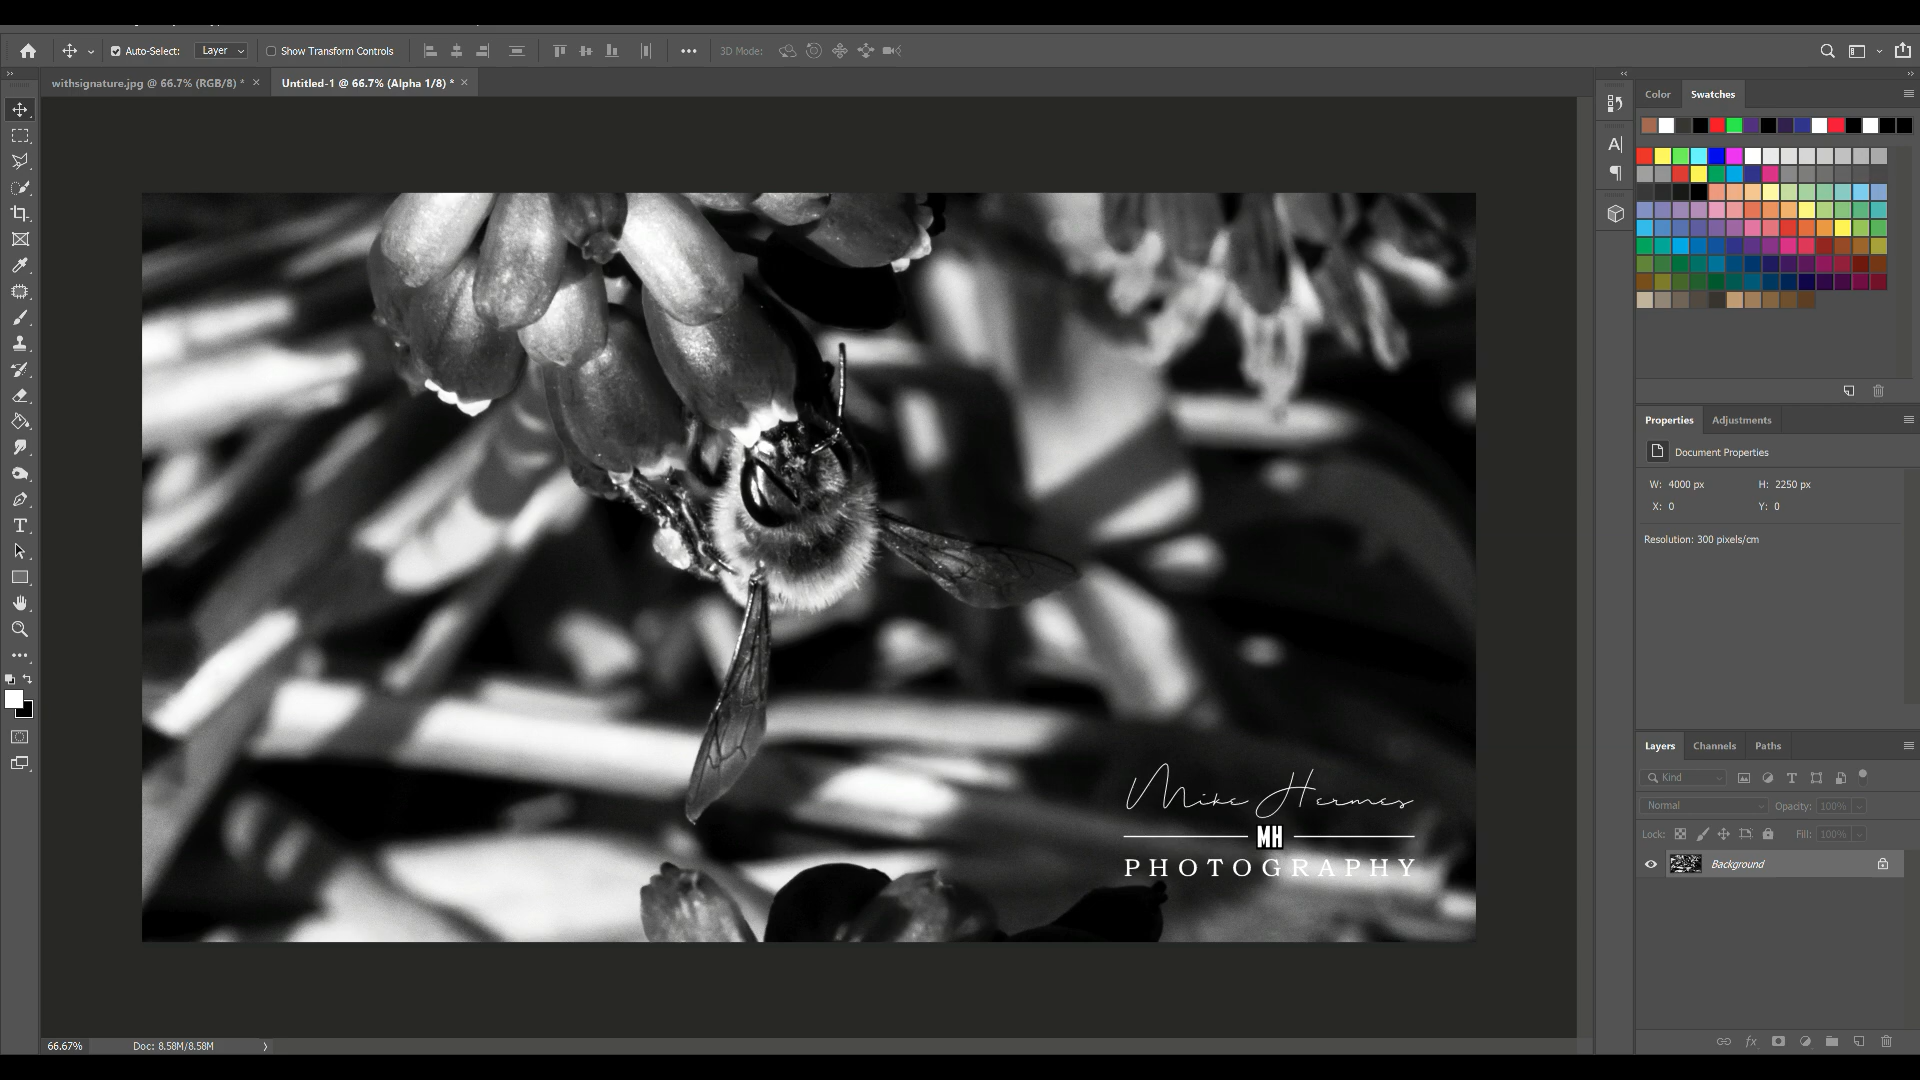 Auto-Select:
Layer
Show Transform Controls
3D Mode:
withsignature.jpg @ 66.7% (RGB/8) *
Untitled-1 @ 66.7% (Alpha 1/8) *
Color
Swatches
Properties
Adjustments
Document Properties
W: 4000 px
H: 2250 px
X: 0
Y: 0
Resolution: 300 pixels/cm
Layers
Channels
Paths
Kind
Normal
Opacity: 100%
Lock:
Fill: 100%
Background
Mike Hermes
MH
PHOTOGRAPHY
66.67%
Doc: 8.58M/8.58M